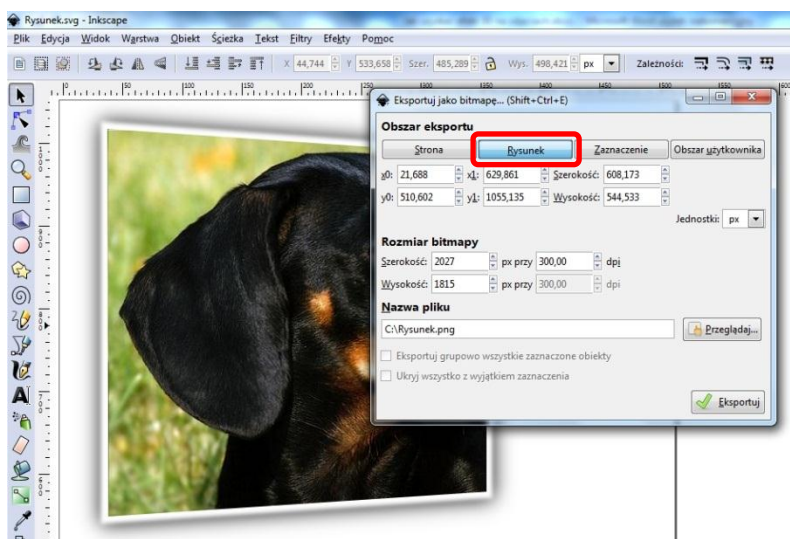 Rysunek.svg - Inkscape
Plik Edycja Widok Warstwa Obiekt Ścieżka Tekst Filtry Efekty Pomoc
X 44,744 Y 533,658 Szer. 485,289 Wys. 498,421 px Zależności:
Eksportuj jako bitmapę... (Shift+Ctrl+E)
Obszar eksportu
Strona Rysunek Zaznaczenie Obszar użytkownika
x0: 21,688 x1: 629,861 Szerokość: 608,173
y0: 510,602 y1: 1055,135 Wysokość: 544,533
Jednostki: px
Rozmiar bitmapy
Szerokość: 2027 px przy 300,00 dpi
Wysokość: 1815 px przy 300,00 dpi
Nazwa pliku
C:\Rysunek.png Przeglądaj...
Eksportuj grupowo wszystkie zaznaczone obiekty
Ukryj wszystko z wyjątkiem zaznaczenia
Eksportuj